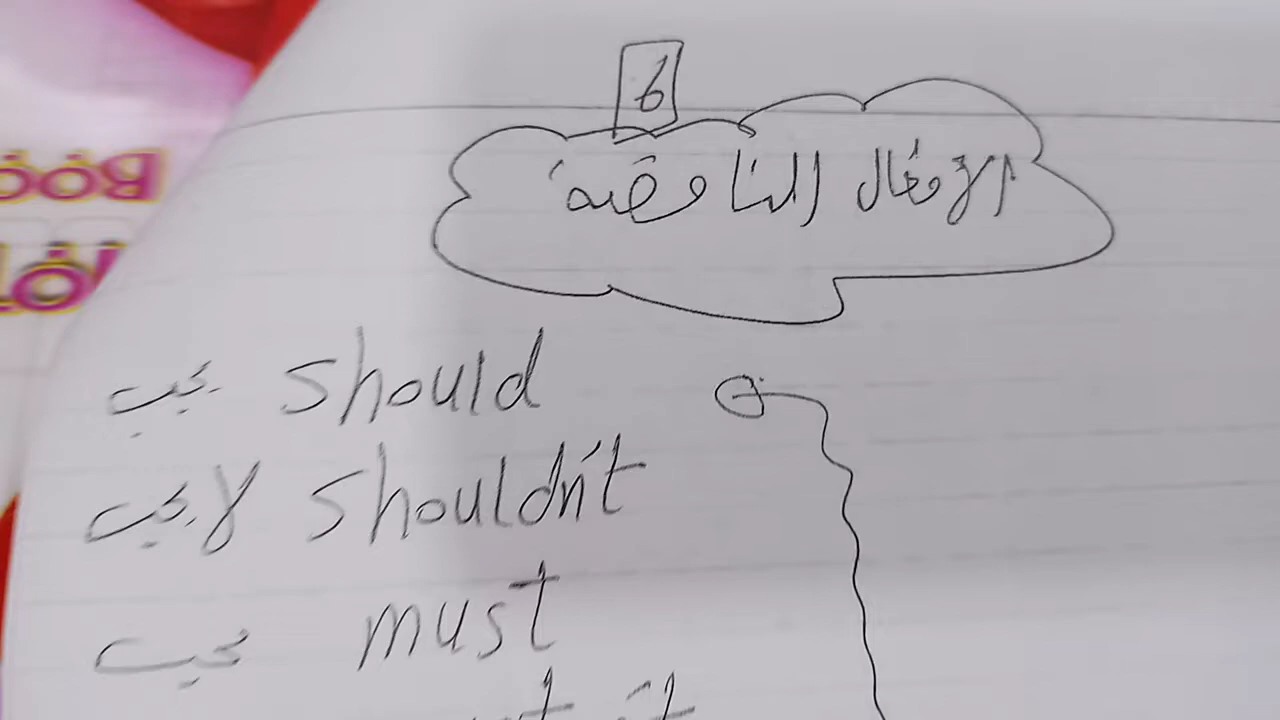 6
الافعال الناقصة
should يجب
shouldn't لا يجب
must يجب